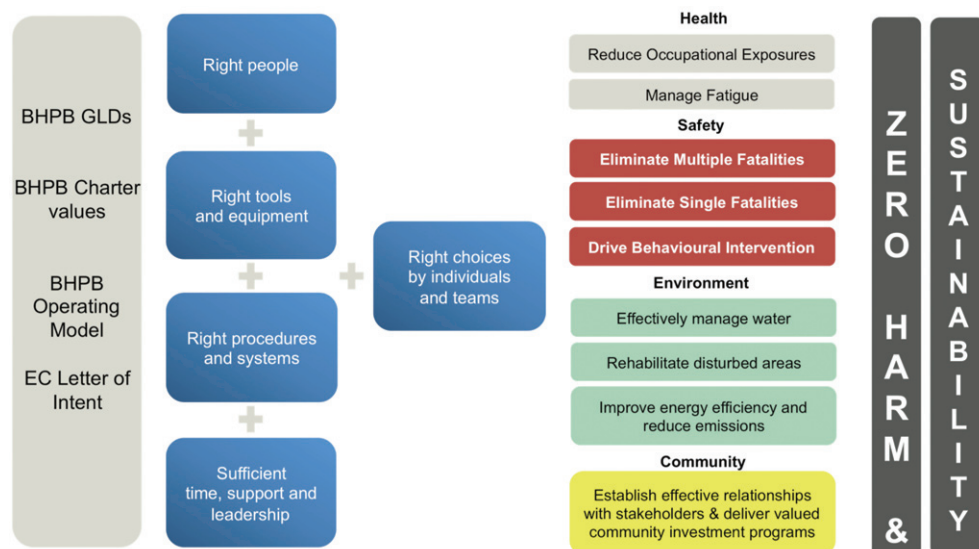 BHPB GLDs
BHPB Charter
values
BHPB
Operating
Model
EC Letter of
Intent
Right people
+
Right tools
and equipment
+
Right procedures
and systems
+
Sufficient
time, support and
leadership
+
Right choices
by individuals
and teams
Health
Reduce Occupational Exposures
Manage Fatigue
Safety
Eliminate Multiple Fatalities
Eliminate Single Fatalities
Drive Behavioural Intervention
Environment
Effectively manage water
Rehabilitate disturbed areas
Improve energy efficiency and
reduce emissions
Community
Establish effective relationships
with stakeholders & deliver valued
community investment programs
ZERO HARM &
SUSTAINABILITY